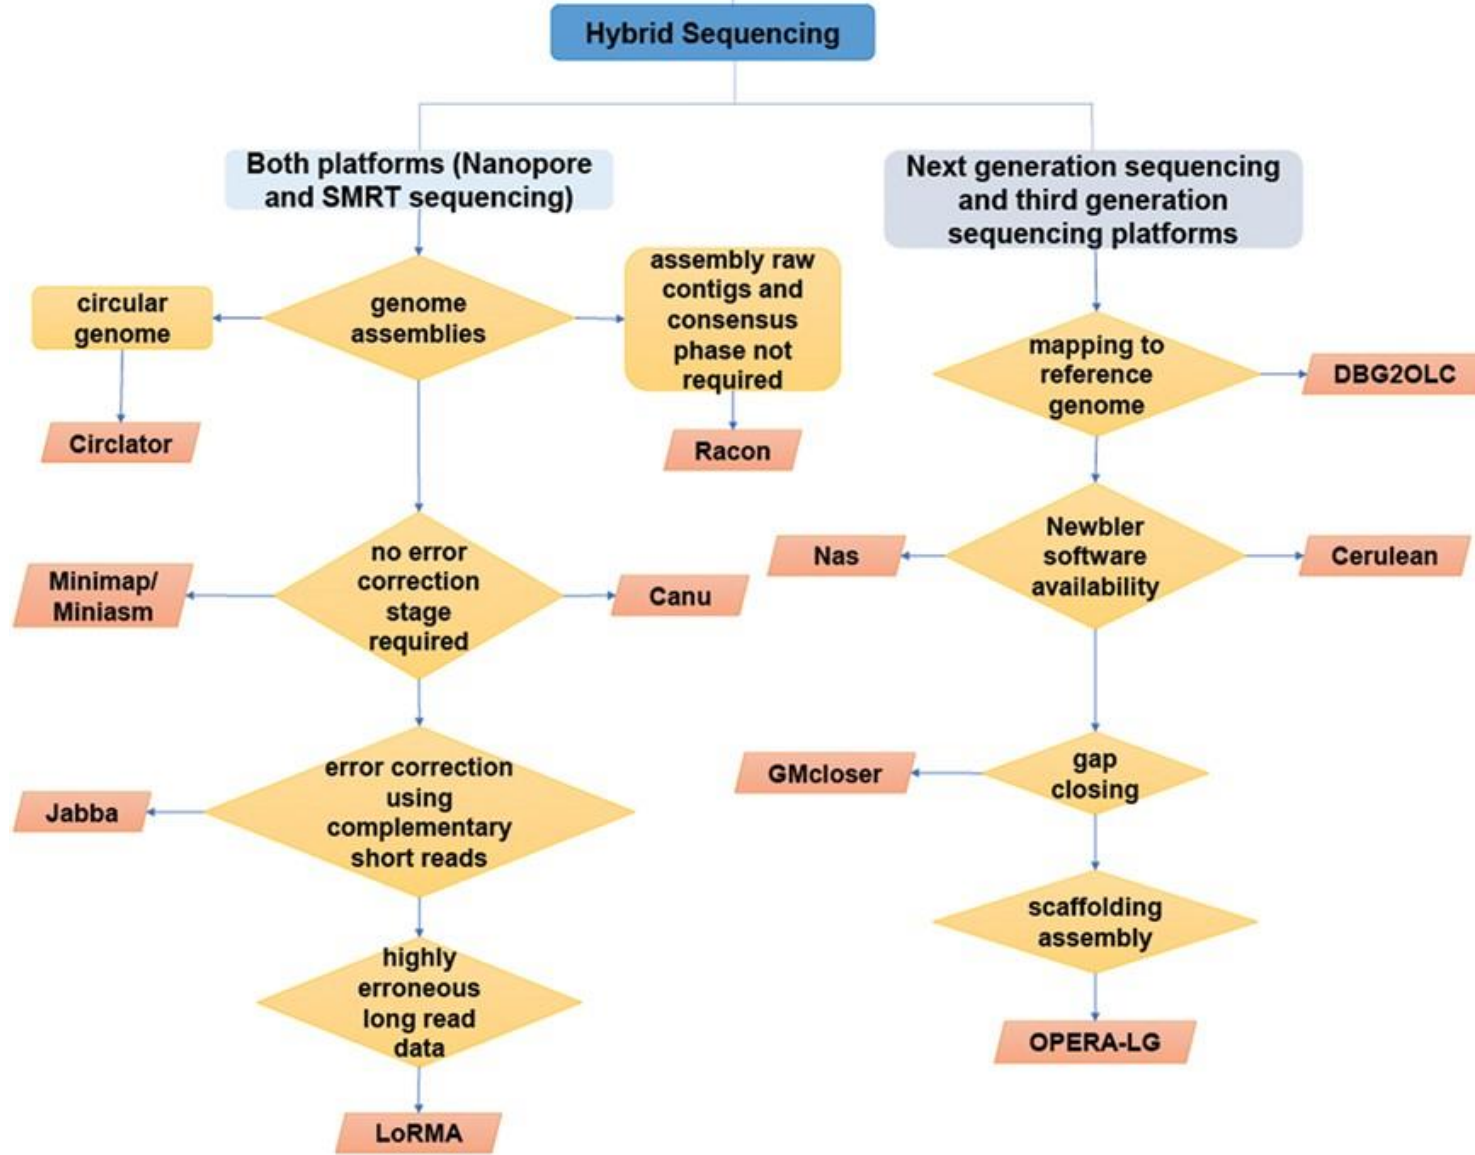 Hybrid Sequencing
Both platforms (Nanopore
and SMRT sequencing)
Next generation sequencing
and third generation
sequencing platforms
circular
genome
genome
assemblies
assembly raw
contigs and
consensus
phase not
required
mapping to
reference
genome
DBG2OLC
Circlator
Racon
Minimap/
Miniasm
no error
correction
stage
required
Canu
Nas
Newbler
software
availability
Cerulean
Jabba
error correction
using
complementary
short reads
GMcloser
gap
closing
highly
erroneous
long read
data
scaffolding
assembly
LoRMA
OPERA-LG